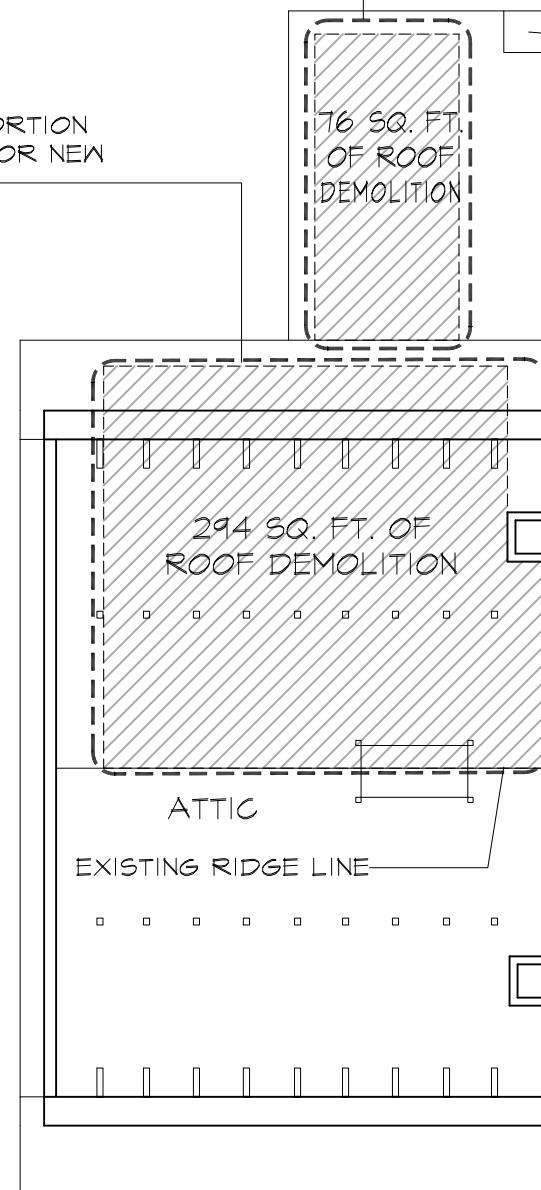 76 SQ. FT.
OF ROOF
DEMOLITION
ORTION
OR NEW
294 SQ. FT. OF
ROOF DEMOLITION
ATTIC
EXISTING RIDGE LINE